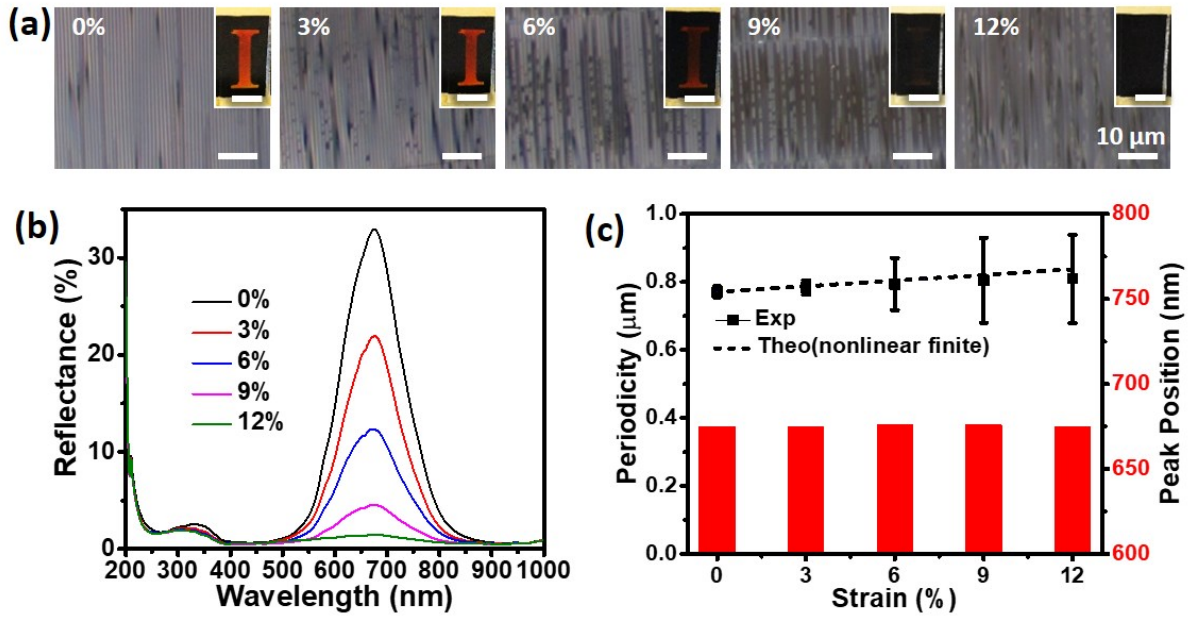 (a)
0%
3%
6%
9%
12%
I
I
I
10 μm
(b)
Reflectance (%)
30
20
10
0
0%
3%
6%
9%
12%
200 300 400 500 600 700 800 900 1000
Wavelength (nm)
(c)
Periodicity (μm)
1.0
0.8
0.6
0.4
0.2
0.0
Exp
Theo(nonlinear finite)
800
750
700
650
600
Peak Position (nm)
0 3 6 9 12
Strain (%)